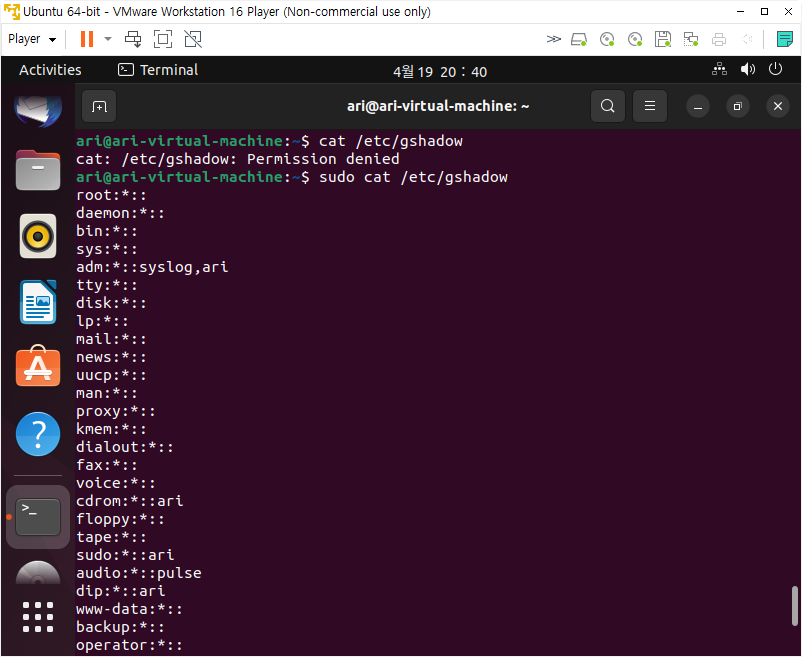 Ubuntu 64-bit - VMware Workstation 16 Player (Non-commercial use only)
Player
Activities
Terminal
4월 19 20:40
ari@ari-virtual-machine: ~
ari@ari-virtual-machine:~$ cat /etc/gshadow
cat: /etc/gshadow: Permission denied
ari@ari-virtual-machine:~$ sudo cat /etc/gshadow
root:*::
daemon:*::
bin:*::
sys:*::
adm:*::syslog,ari
tty:*::
disk:*::
lp:*::
mail:*::
news:*::
uucp:*::
man:*::
proxy:*::
kmem:*::
dialout:*::
fax:*::
voice:*::
cdrom:*::ari
floppy:*::
tape:*::
sudo:*::ari
audio:*::pulse
dip:*::ari
www-data:*::
backup:*::
operator:*::